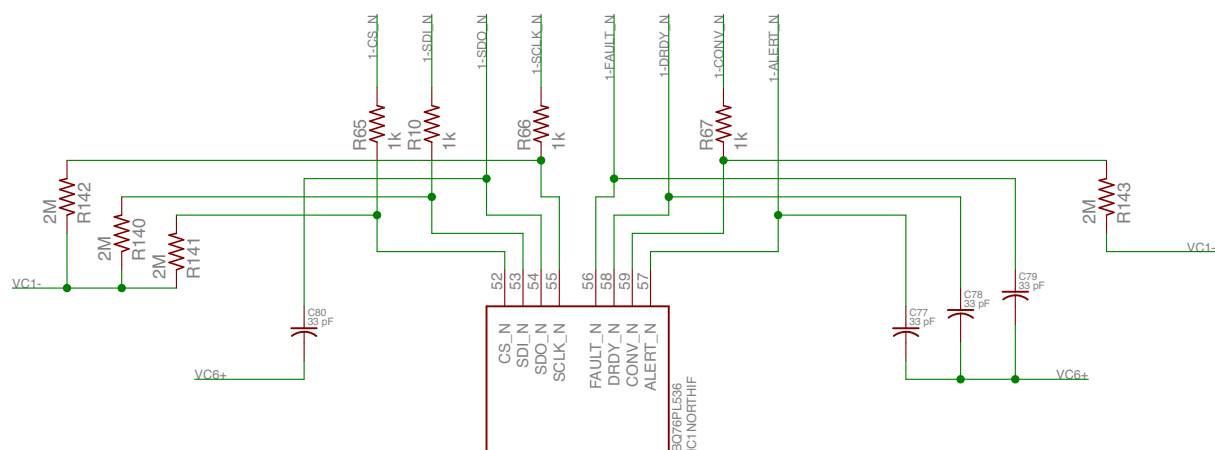 1-CS_N
1-SDI_N
1-SDO_N
1-SCLK_N
1-FAULT_N
1-DRDY_N
1-CONV_N
1-ALERT_N
R65
1k
R10
1k
R66
1k
R67
1k
2M
R142
2M
R140
2M
R141
2M
R143
VC1-
VC1-
52
53
54
55
56
58
59
57
C80
33 pF
C77
33 pF
C78
33 pF
C79
33 pF
CS_N
SDI_N
SDO_N
SCLK_N
FAULT_N
DRDY_N
CONV_N
ALERT_N
VC6+
VC6+
BQ76PL536
IC1NORTHIF